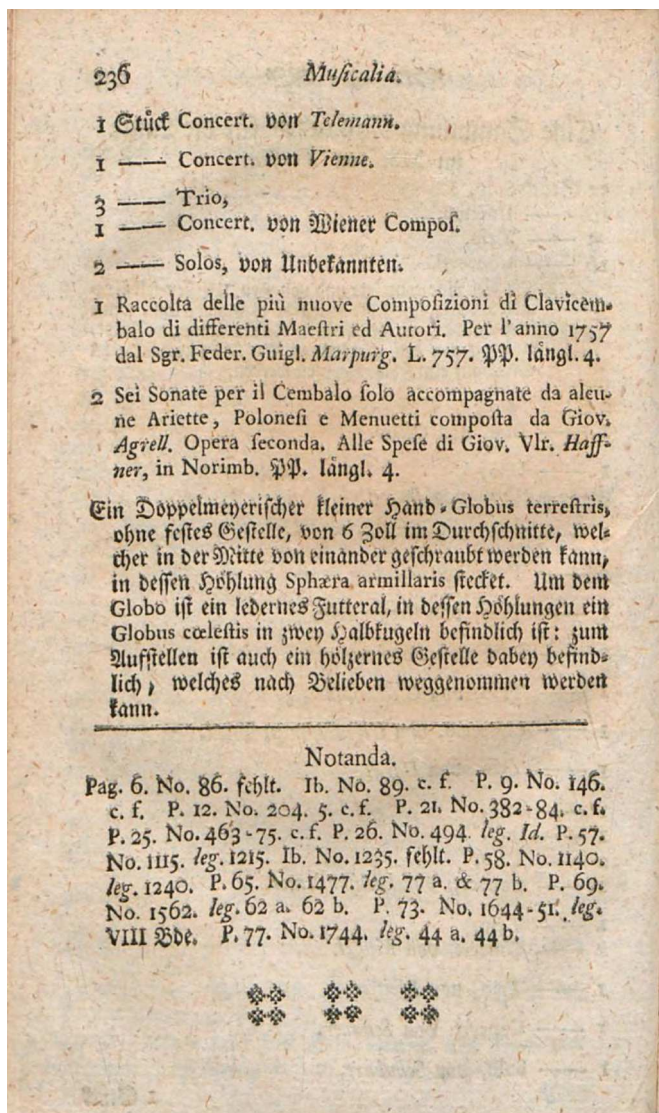 236 Muſicalia.
1 Stück Concert. von Telemann.
1 —— Concert. von Vienne.
3 —— Trio,
1 —— Concert. von Wiener Compoſ.
2 —— Solos, von Unbekannten.
1 Raccolta delle più nuove Compoſizioni di Clavicem-
balo di differenti Maeſtri ed Autori. Per l'anno 1757
dal Sgr. Feder. Guigl. Marpurg. L. 757. PP. längl. 4.
2 Sei Sonate per il Cembalo ſolo accompagnate da alcu-
ne Ariette, Poloneſi e Menuetti compoſta da Giov.
Agrell. Opera ſeconda. Alle Speſe di Giov. Vlr. Haff-
ner, in Norimb. PP. längl. 4.
Ein Doppelmeyeriſcher kleiner Hand-Globus terreſtris,
ohne feſtes Geſtelle, von 6 Zoll im Durchſchnitte, wel-
cher in der Mitte von einander geſchraubt werden kann,
in deſſen Höhlung Sphæra armillaris ſtecket. Um dem
Globo iſt ein ledernes Futteral, in deſſen Höhlungen ein
Globus cœleſtis in zwey Halbkugeln befindlich iſt: zum
Aufſtellen iſt auch ein hölzernes Geſtelle dabey befind-
lich, welches nach Belieben weggenommen werden
kann.
Notanda.
Pag. 6. No. 86. fehlt. Ib. No. 89. c. f. P. 9. No. 146.
c. f. P. 12. No. 204. 5. c. f. P. 21. No. 382-84. c. f.
P. 25. No. 463-75. c. f. P. 26. No. 494. leg. Id. P. 57.
No. 1115. leg. 1215. Ib. No. 1235. fehlt. P. 58. No. 1140.
leg. 1240. P. 65. No. 1477. leg. 77 a. & 77 b. P. 69.
No. 1562. leg. 62 a. 62 b. P. 73. No. 1644-51. leg.
VIII Bde. P. 77. No. 1744. leg. 44 a. 44 b.